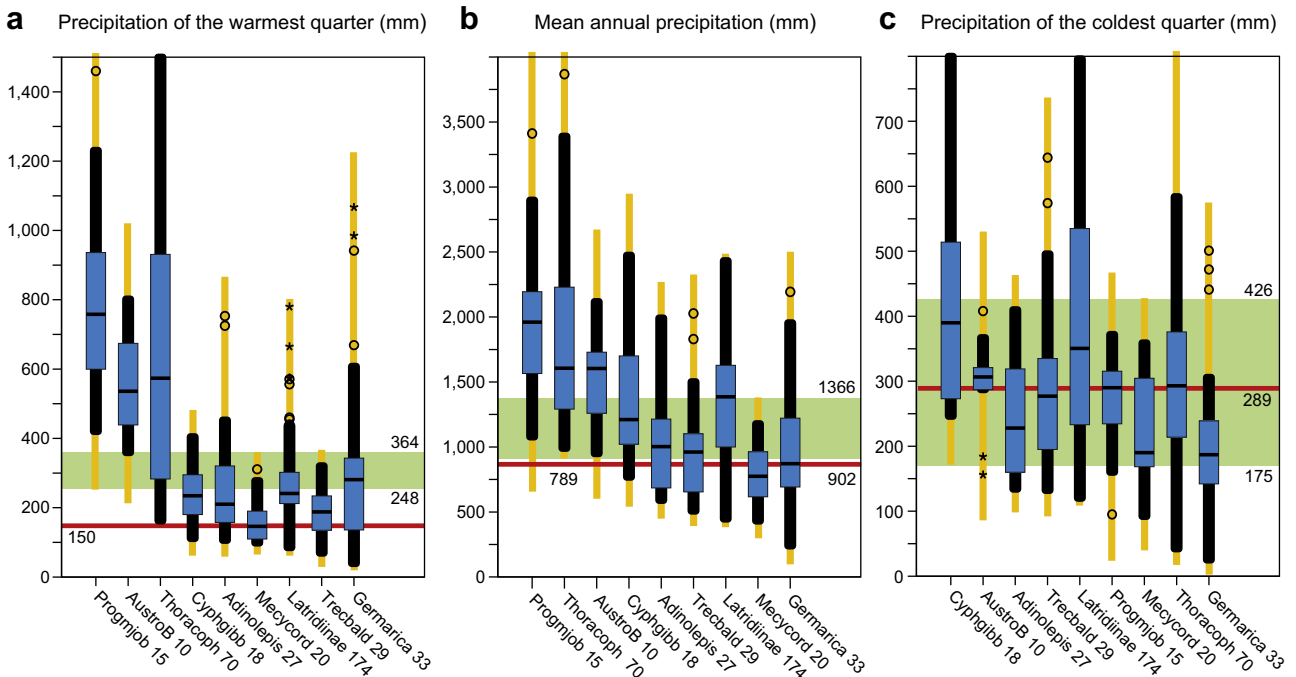 a Precipitation of the warmest quarter (mm)
1,400
1,200
1,000
800
600
400
200
0
364
248
150
Progmjob 15
AustroB 10
Thoracoph 70
Cyphgibb 18
Adinolepis 27
Mecycord 20
Latridiinae 174
Trecbald 29
Germarica 33
b Mean annual precipitation (mm)
3,500
3,000
2,500
2,000
1,500
1,000
500
0
1366
789
902
Progmjob 15
Thoracoph 70
AustroB 10
Cyphgibb 18
Adinolepis 27
Trecbald 29
Latridiinae 174
Mecycord 20
Germarica 33
c Precipitation of the coldest quarter (mm)
700
600
500
400
300
200
100
0
426
289
175
Cyphgibb 18
AustroB 10
Adinolepis 27
Trecbald 29
Latridiinae 174
Progmjob 15
Mecycord 20
Thoracoph 70
Germarica 33